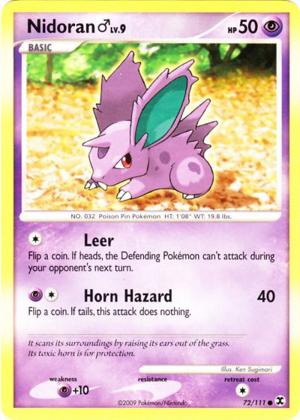 Nidoran♂ LV.9 HP 50
BASIC
NO. 032 Poison Pin Pokémon HT: 1'08" WT: 19.8 lbs.
Leer
Flip a coin. If heads, the Defending Pokémon can't attack during
your opponent's next turn.
Horn Hazard 40
Flip a coin. If tails, this attack does nothing.
It scans its surroundings by raising its ears out of the grass.
Its toxic horn is for protection.
Illus. Ken Sugimori
weakness resistance retreat cost
+10
©2009 Pokémon/Nintendo 72/111